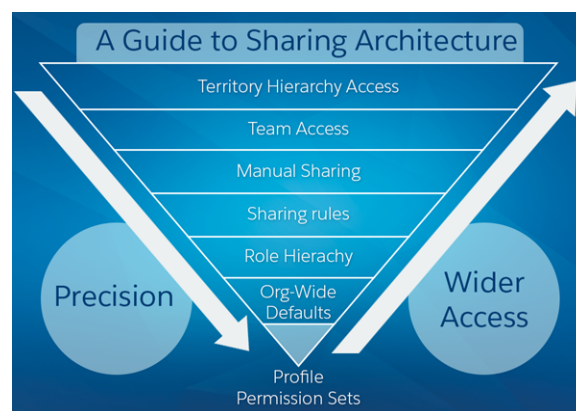 A Guide to Sharing Architecture
Territory Hierarchy Access
Team Access
Manual Sharing
Sharing rules
Role Hierachy
Org-Wide
Defaults
Precision
Wider
Access
Profile
Permission Sets